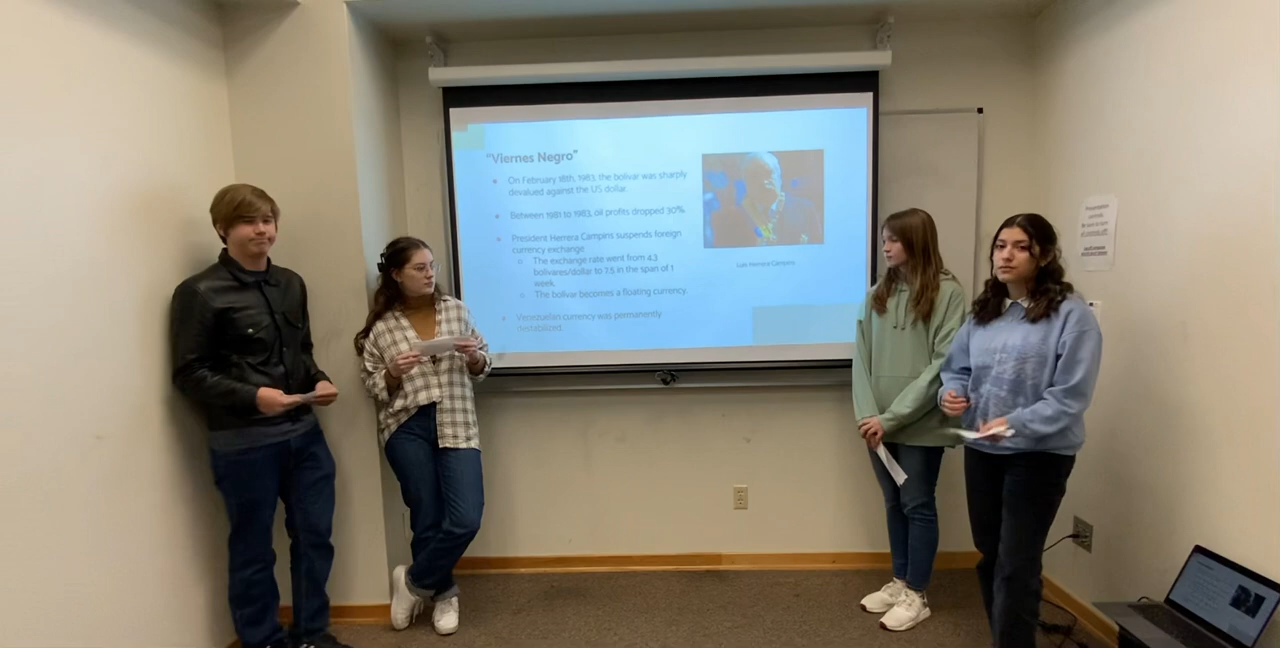 "Viernes Negro"
On February 18th, 1983, the bolivar was sharply
devalued against the US dollar.
Between 1981 to 1983, oil profits dropped 30%.
President Herrera Campins suspends foreign
currency exchange
The exchange rate went from 4.3
bolivares/dollar to 7.5 in the span of 1
week.
The bolivar becomes a floating currency.
Venezuelan currency was permanently
destabilized.
Luis Herrera Campins